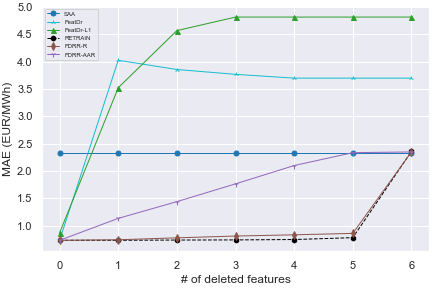 5.0
4.5
4.0
3.5
3.0
2.5
2.0
1.5
1.0
MAE (EUR/MWh)
SAA
FeatDr
FeatDr-L1
RETRAIN
FDRR-R
FDRR-AAR
0 1 2 3 4 5 6
# of deleted features